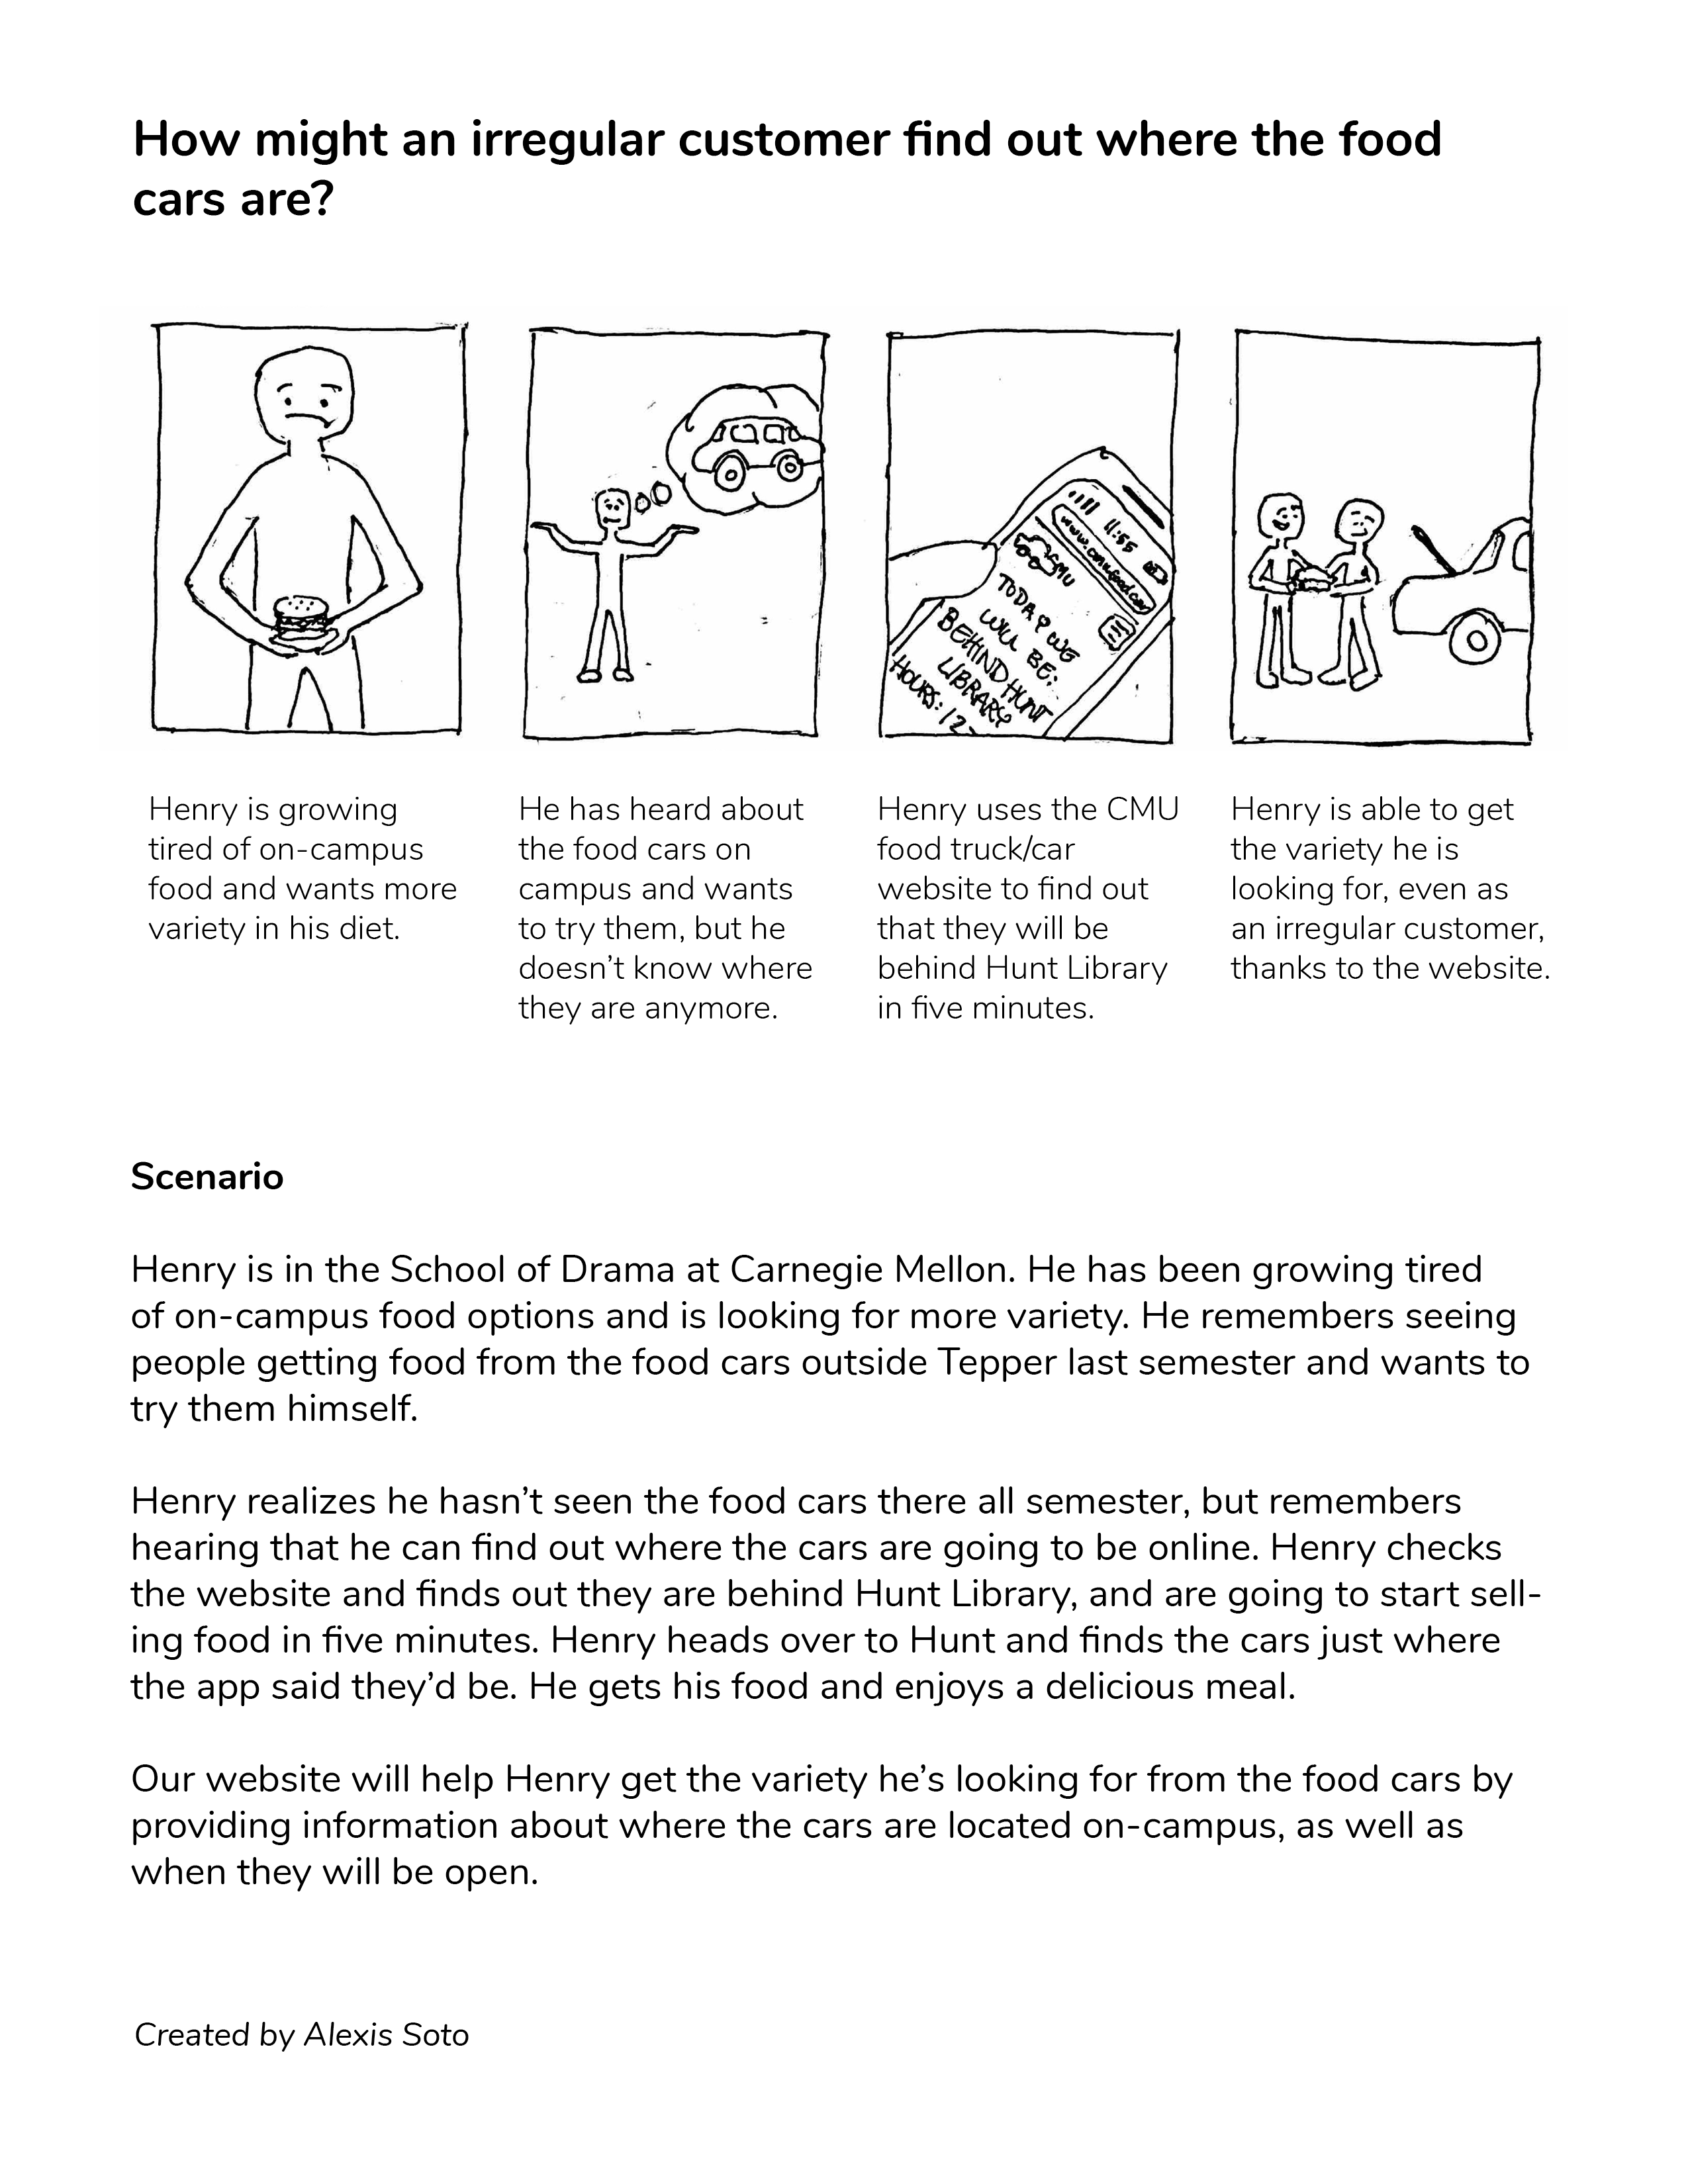 How might an irregular customer find out where the food
cars are?
11:55
www.cmufoodcar
CMU
TODAY WE
WILL BE:
BEHIND HUNT
LIBRARY
HOURS: 12-
Henry is growing
tired of on-campus
food and wants more
variety in his diet.
He has heard about
the food cars on
campus and wants
to try them, but he
doesn’t know where
they are anymore.
Henry uses the CMU
food truck/car
website to find out
that they will be
behind Hunt Library
in five minutes.
Henry is able to get
the variety he is
looking for, even as
an irregular customer,
thanks to the website.
Scenario
Henry is in the School of Drama at Carnegie Mellon. He has been growing tired
of on-campus food options and is looking for more variety. He remembers seeing
people getting food from the food cars outside Tepper last semester and wants to
try them himself.
Henry realizes he hasn’t seen the food cars there all semester, but remembers
hearing that he can find out where the cars are going to be online. Henry checks
the website and finds out they are behind Hunt Library, and are going to start sell-
ing food in five minutes. Henry heads over to Hunt and finds the cars just where
the app said they’d be. He gets his food and enjoys a delicious meal.
Our website will help Henry get the variety he’s looking for from the food cars by
providing information about where the cars are located on-campus, as well as
when they will be open.
Created by Alexis Soto